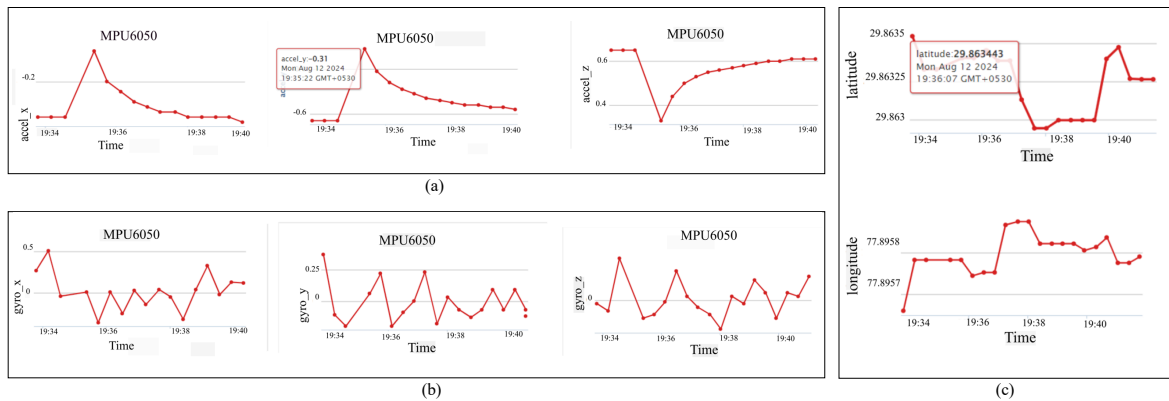 MPU6050
-0.2
accel_x
19:34
19:36
19:38
19:40
Time
MPU6050
accel_y:-0.31
Mon Aug 12 2024
19:35:22 GMT+0530
-0.6
19:34
19:36
19:38
19:40
Time
MPU6050
accel_z
0.6
0.4
19:34
19:36
19:38
19:40
Time
(a)
MPU6050
0.5
gyro_x
0
19:34
19:36
19:38
19:40
Time
MPU6050
0.25
gyro_y
0
19:34
19:36
19:38
19:40
Time
MPU6050
gyro_z
0
19:34
19:36
19:38
19:40
Time
(b)
29.8635
latitude:29.863443
Mon Aug 12 2024
19:36:07 GMT+0530
latitude
29.86325
29.863
19:34
19:36
19:38
19:40
Time
77.8958
longitude
77.8957
19:34
19:36
19:38
19:40
Time
(c)